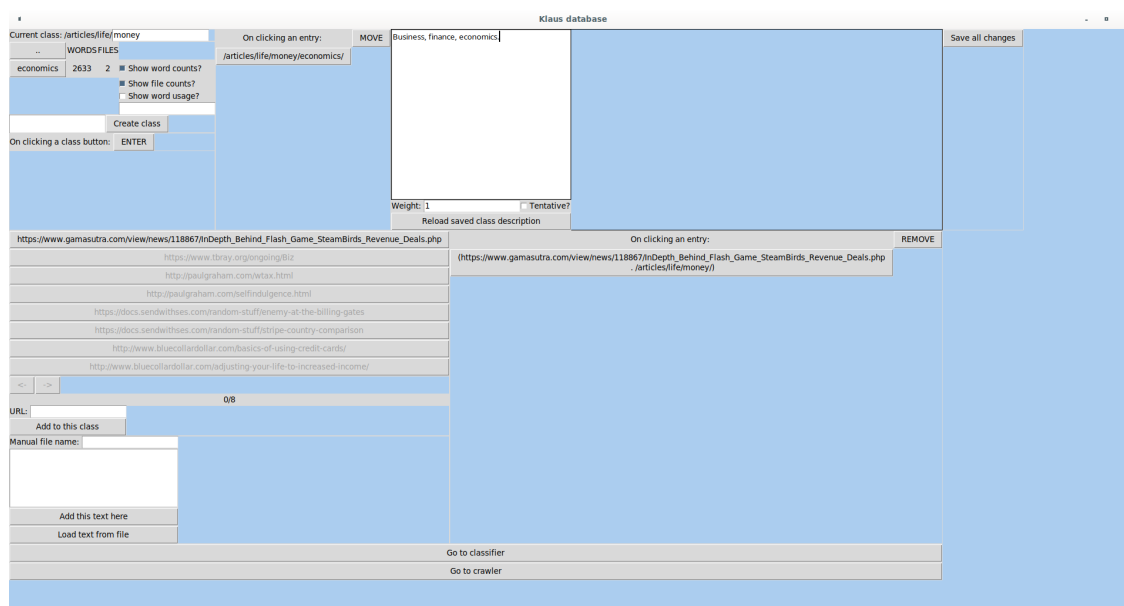 Klaus database
Current class: /articles/life/ money
On clicking an entry:
MOVE
Business, finance, economics.
Save all changes
..
WORDS FILES
/articles/life/money/economics/
economics 2633 2
Show word counts?
Show file counts?
Show word usage?
Create class
On clicking a class button: ENTER
Weight: 1
Tentative?
Reload saved class description
https://www.gamasutra.com/view/news/118867/InDepth_Behind_Flash_Game_SteamBirds_Revenue_Deals.php
https://www.tbray.org/ongoing/Biz
http://paulgraham.com/wtax.html
http://paulgraham.com/selfindulgence.html
https://docs.sendwithses.com/random-stuff/enemy-at-the-billing-gates
https://docs.sendwithses.com/random-stuff/stripe-country-comparison
http://www.bluecollardollar.com/basics-of-using-credit-cards/
http://www.bluecollardollar.com/adjusting-your-life-to-increased-income/
<- ->
0/8
URL:
Add to this class
On clicking an entry:
REMOVE
(https://www.gamasutra.com/view/news/118867/InDepth_Behind_Flash_Game_SteamBirds_Revenue_Deals.php
. /articles/life/money/)
Manual file name:
Add this text here
Load text from file
Go to classifier
Go to crawler